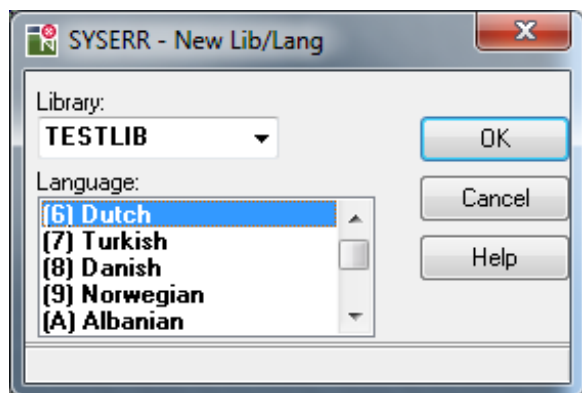 SYSERR - New Lib/Lang
Library:
TESTLIB
OK
Language:
Cancel
(6) Dutch
(7) Turkish
Help
(8) Danish
(9) Norwegian
(A) Albanian